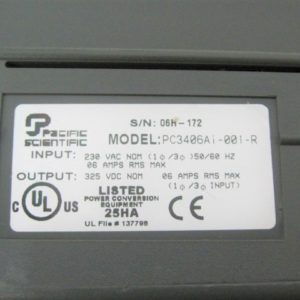 S/N: 06H-172
PACIFIC
SCIENTIFIC
MODEL:PC3406Ai-001-R
INPUT: 230 VAC NOM (1ϕ/3ϕ)50/60 HZ
06 AMPS RMS MAX
OUTPUT: 325 VDC NOM 06 AMPS RMS MAX
(1ϕ/3ϕ INPUT)
C UL US
LISTED
POWER CONVERSION
EQUIPMENT
25HA
UL File # 137798